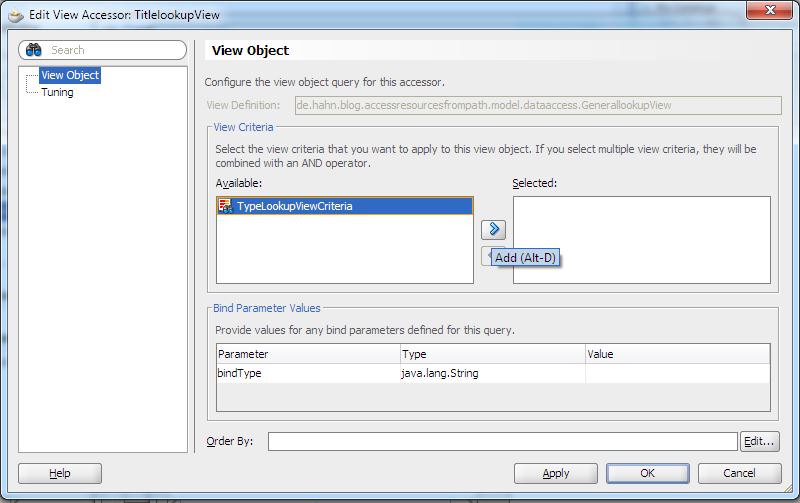 Edit View Accessor: TitlelookupView
Search
View Object
Tuning
View Object
Configure the view object query for this accessor.
View Definition: de.hahn.blog.accessresourcesfrompath.model.dataaccess.GenerallookupView
View Criteria
Select the view criteria that you want to apply to this view object. If you select multiple view criteria, they will be
combined with an AND operator.
Available: Selected:
TypeLookupViewCriteria
Add (Alt-D)
Bind Parameter Values
Provide values for any bind parameters defined for this query.
Parameter Type Value
bindType java.lang.String
Order By: Edit...
Help Apply OK Cancel